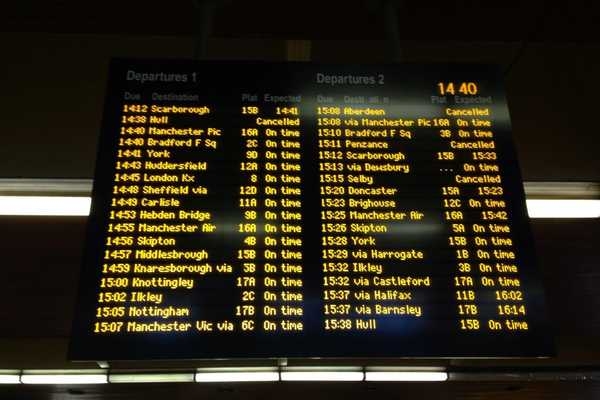 Departures 1
Due Destination Plat Expected
14:12 Scarborough 15B 14:41
14:38 Hull Cancelled
14:40 Manchester Pic 16A On time
14:40 Bradford F Sq 2C On time
14:41 York 9D On time
14:43 Huddersfield 12A On time
14:45 London Kx 8 On time
14:48 Sheffield via 12D On time
14:49 Carlisle 11A On time
14:53 Hebden Bridge 9B On time
14:55 Manchester Air 16A On time
14:56 Skipton 4B On time
14:57 Middlesbrough 15B On time
14:59 Knaresborough via 5B On time
15:00 Knottingley 17A On time
15:02 Ilkley 2C On time
15:05 Nottingham 17B On time
15:07 Manchester Vic via 6C On time
Departures 2
14 40
Due Desti ati n Plat Expected
15:08 Aberdeen Cancelled
15:08 via Manchester Pic 16A On time
15:10 Bradford F Sq 3B On time
15:11 Penzance Cancelled
15:12 Scarborough 15B 15:33
15:13 via Dewsbury ... On time
15:15 Selby Cancelled
15:20 Doncaster 15A 15:23
15:23 Brighouse 12C On time
15:25 Manchester Air 16A 15:42
15:26 Skipton 5A On time
15:28 York 15B On time
15:29 via Harrogate 1B On time
15:32 Ilkley 3B On time
15:32 via Castleford 17A On time
15:37 via Halifax 11B 16:02
15:37 via Barnsley 17B 16:14
15:38 Hull 15B On time